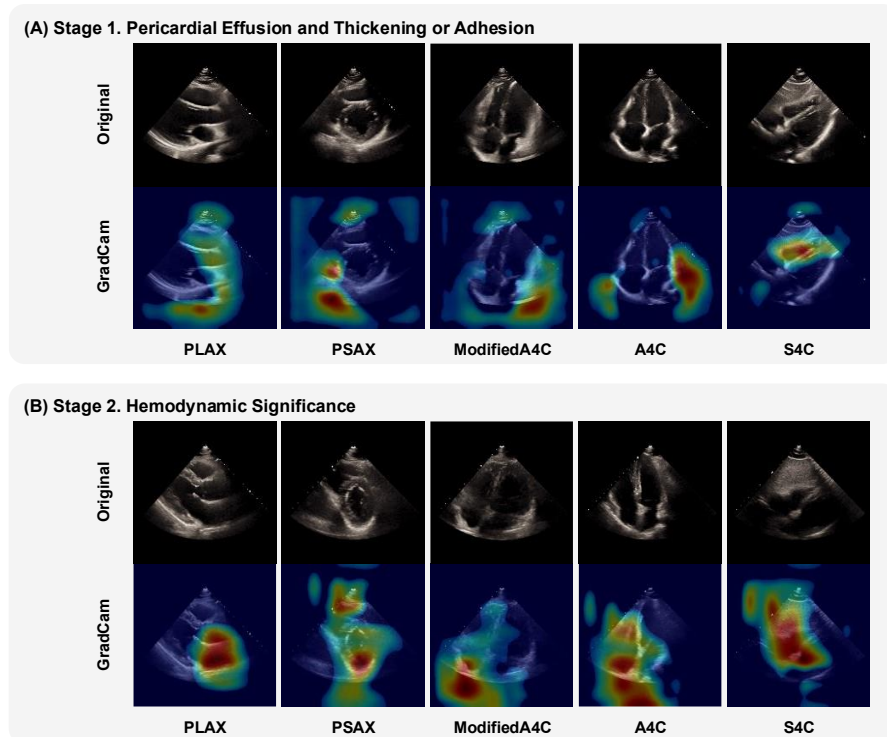 (A) Stage 1. Pericardial Effusion and Thickening or Adhesion
Original
GradCam
PLAX PSAX ModifiedA4C A4C S4C
(B) Stage 2. Hemodynamic Significance
Original
GradCam
PLAX PSAX ModifiedA4C A4C S4C